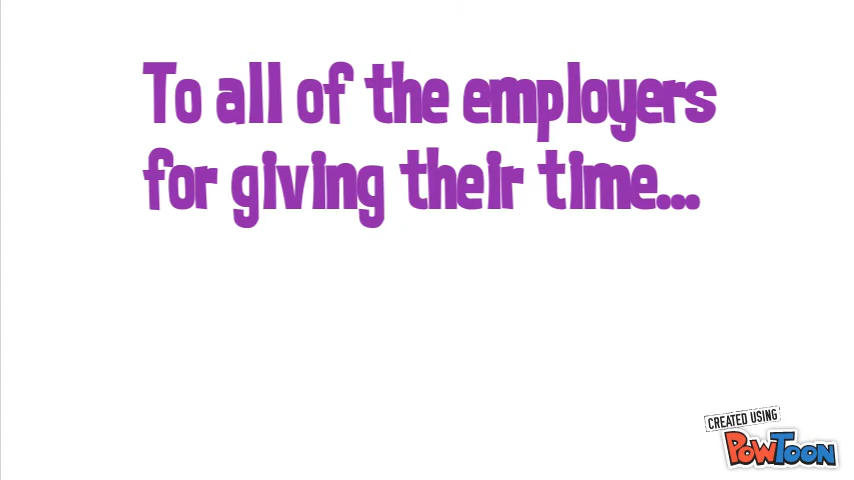 To all of the employers
for giving their time...
CREATED USING
POWTOON